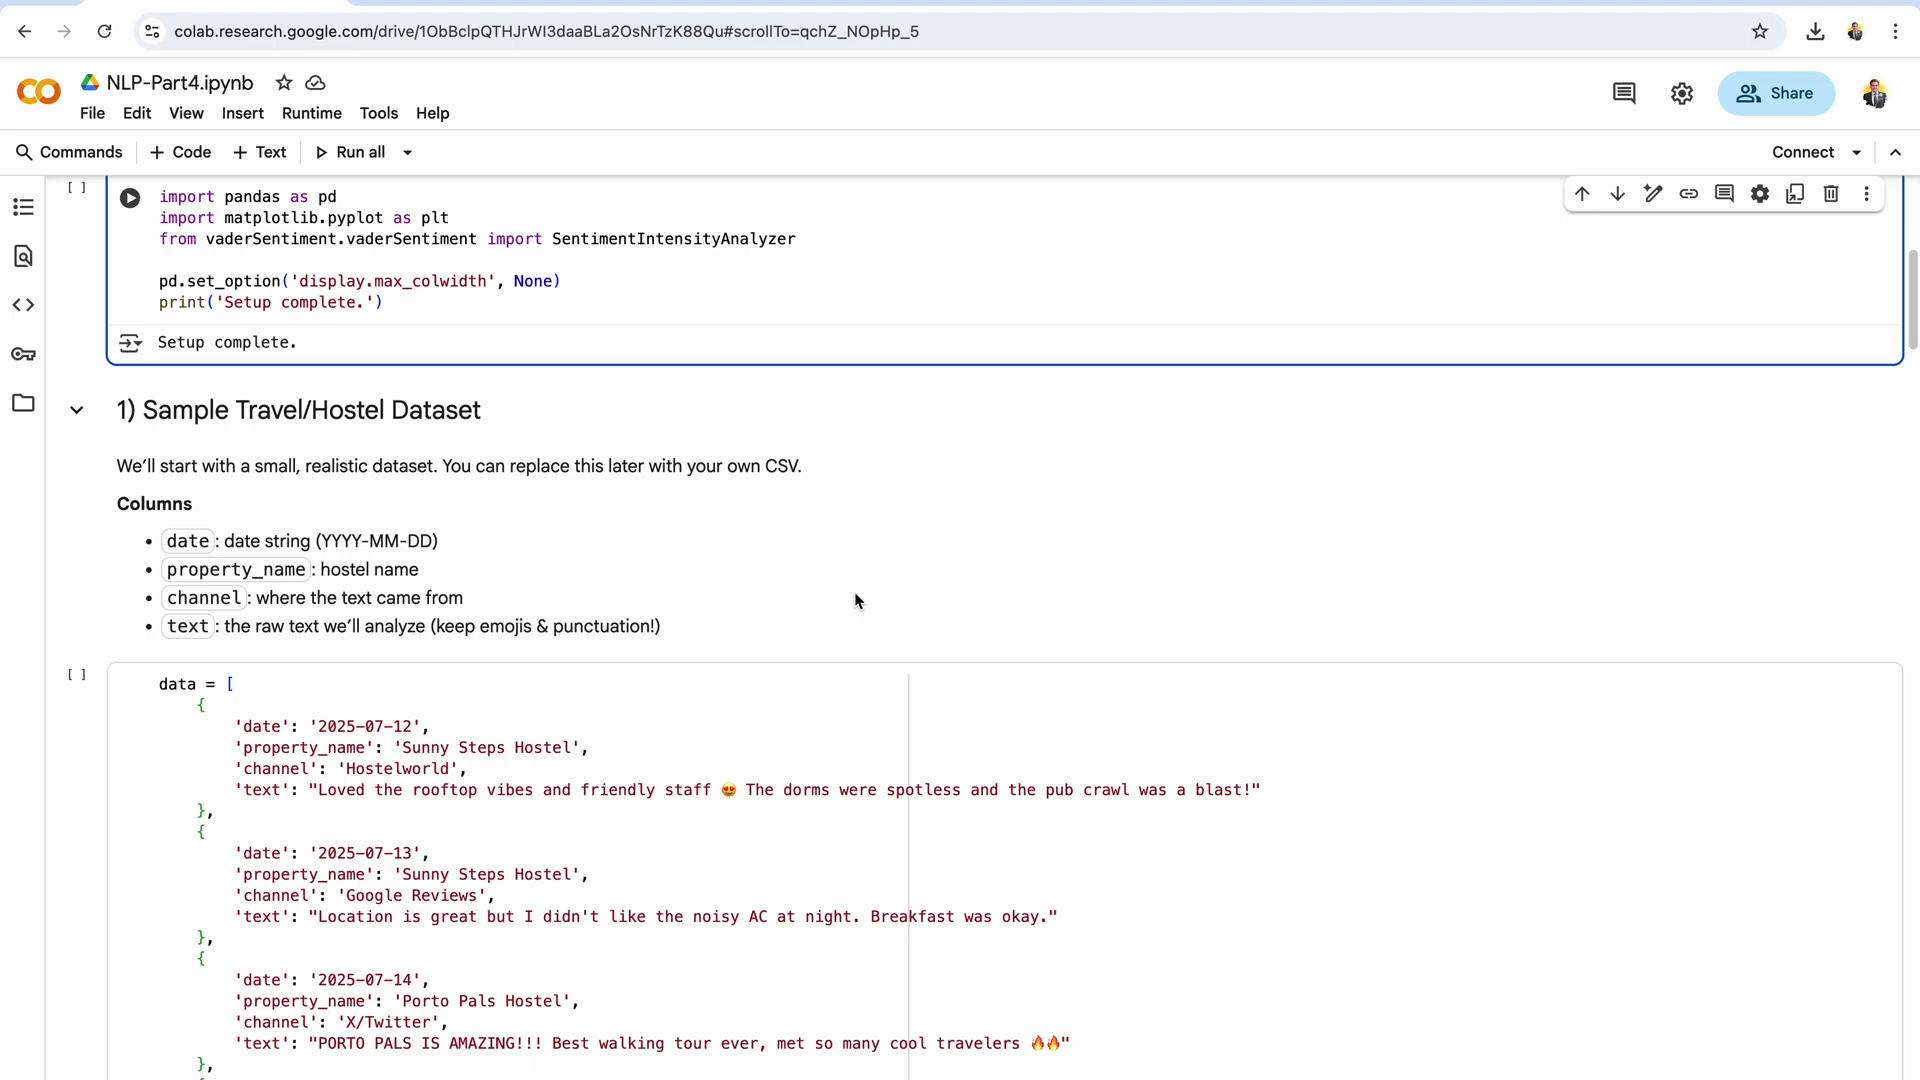 colab.research.google.com/drive/1ObBclpQTHJrWI3daaBLa2OsNrTzK88Qu#scrollTo=qchZ_NOpHp_5
NLP-Part4.ipynb
File Edit View Insert Runtime Tools Help
Share
Commands + Code + Text Run all
Connect
[ ]
import pandas as pd
import matplotlib.pyplot as plt
from vaderSentiment.vaderSentiment import SentimentIntensityAnalyzer
pd.set_option('display.max_colwidth', None)
print('Setup complete.')
Setup complete.
1) Sample Travel/Hostel Dataset
We’ll start with a small, realistic dataset. You can replace this later with your own CSV.
Columns
• date: date string (YYYY-MM-DD)
• property_name: hostel name
• channel: where the text came from
• text: the raw text we’ll analyze (keep emojis & punctuation!)
[ ]
data = [
{
'date': '2025-07-12',
'property_name': 'Sunny Steps Hostel',
'channel': 'Hostelworld',
'text': "Loved the rooftop vibes and friendly staff 😍 The dorms were spotless and the pub crawl was a blast!"
},
{
'date': '2025-07-13',
'property_name': 'Sunny Steps Hostel',
'channel': 'Google Reviews',
'text': "Location is great but I didn't like the noisy AC at night. Breakfast was okay."
},
{
'date': '2025-07-14',
'property_name': 'Porto Pals Hostel',
'channel': 'X/Twitter',
'text': "PORTO PALS IS AMAZING!!! Best walking tour ever, met so many cool travelers 🔥🔥"
},